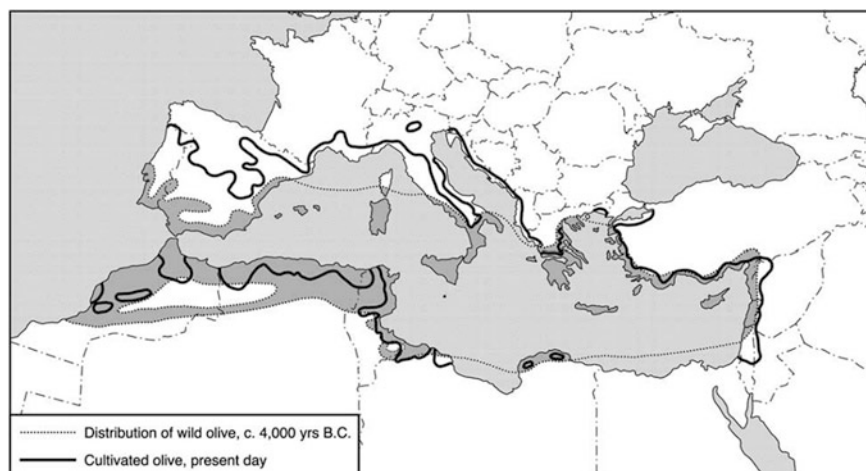 Distribution of wild olive, c. 4,000 yrs B.C.
Cultivated olive, present day